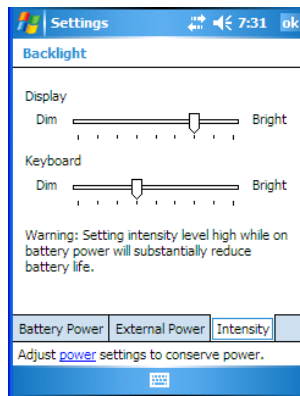 Settings 7:31 ok
Backlight
Display
Dim Bright
Keyboard
Dim Bright
Warning: Setting intensity level high while on
battery power will substantially reduce
battery life.
Battery Power External Power Intensity
Adjust power settings to conserve power.